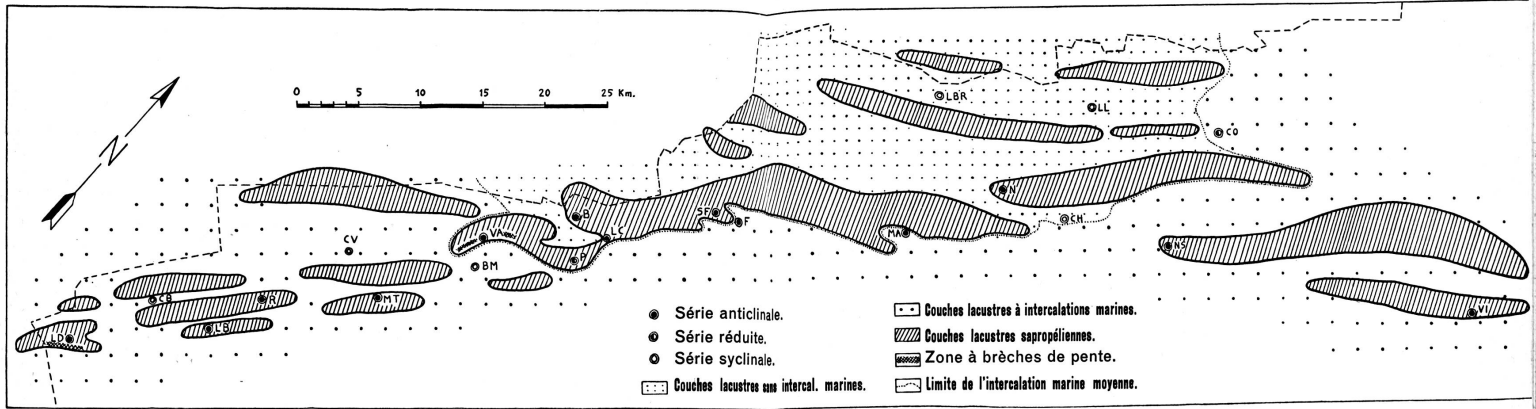 N
0 5 10 15 20 25 Km.
LBR
LL
CO
N
CH
B
SF
F
LC
VA
P
BM
MA
NS
VI
CV
CB
R
MT
LB
LD
Série anticlinale.
Série réduite.
Série syclinale.
Couches lacustres sans intercal. marines.
Couches lacustres à intercalations marines.
Couches lacustres sapropéliennes.
Zone à brèches de pente.
Limite de l'intercalation marine moyenne.